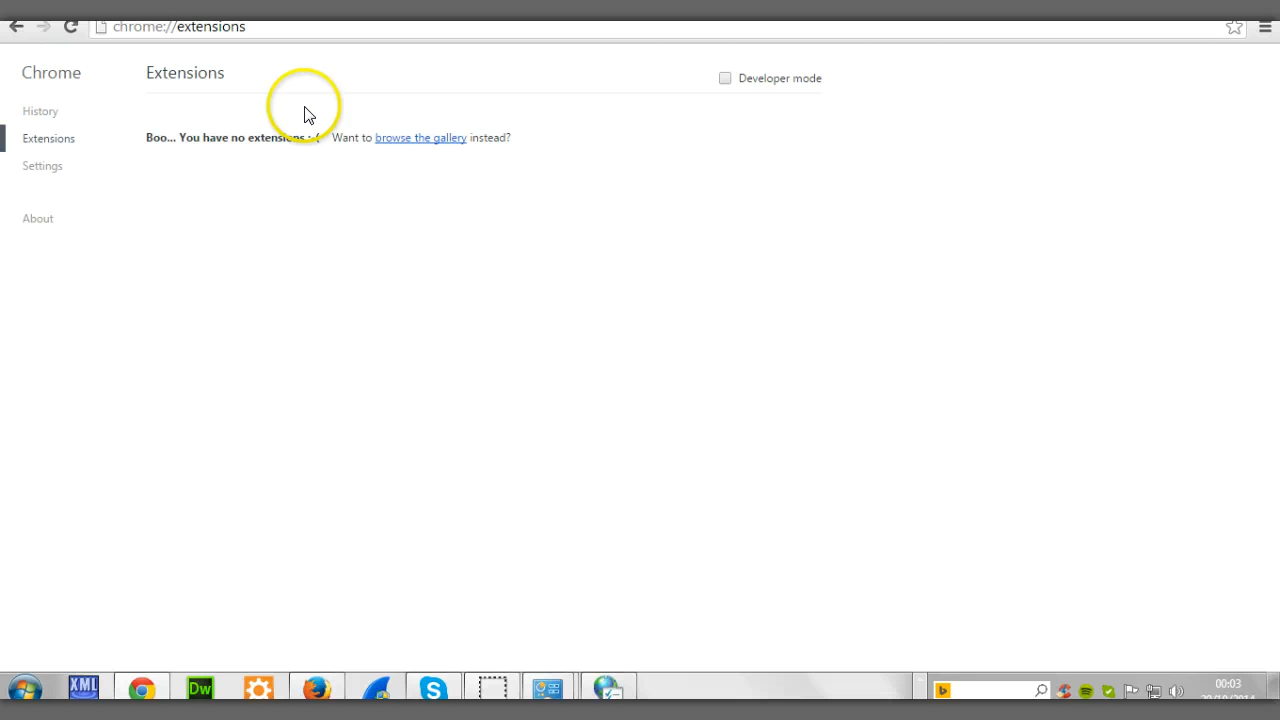 chrome://extensions
Chrome
Extensions
Developer mode
History
Extensions
Settings
About
Boo... You have no extensions :-( Want to browse the gallery instead?
XML
Dw
00:03